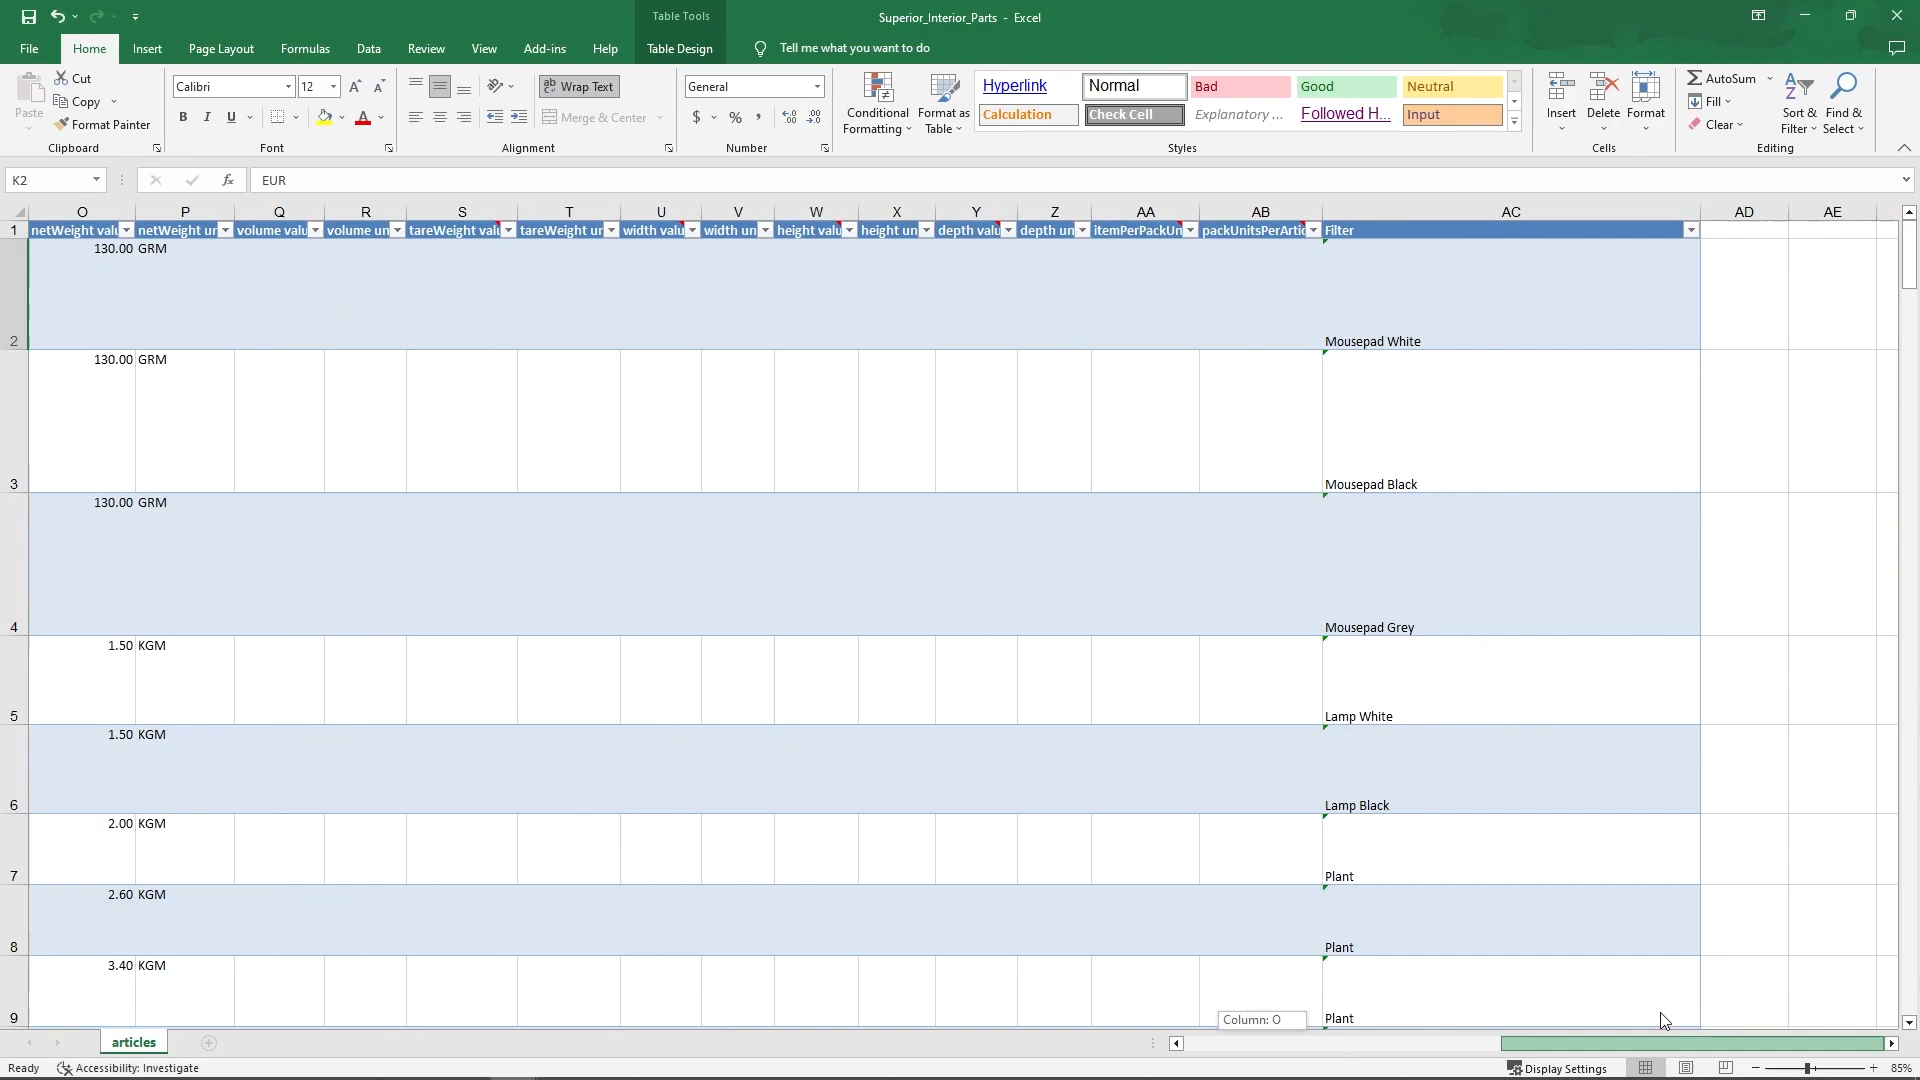 Table Tools
Superior_Interior_Parts - Excel
File Home Insert Page Layout Formulas Data Review View Add-ins Help Table Design Tell me what you want to do
Paste
Cut
Copy
Format Painter
Clipboard
Calibri 12
B I U
Font
Wrap Text
Merge & Center
Alignment
General
$ %
Number
Conditional
Formatting
Format as
Table
Hyperlink Normal Bad Good Neutral
Calculation Check Cell Explanatory ... Followed H... Input
Styles
Insert Delete Format
Cells
AutoSum
Fill
Clear
Sort &
Filter
Find &
Select
Editing
K2 fx EUR
O P Q R S T U V W X Y Z AA AB AC AD AE
1 netWeight valu netWeight un volume valu volume un tareWeight valu tareWeight un width valu width un height valu height un depth valu depth un itemPerPackUn packUnitsPerArtic Filter
130.00 GRM
2 Mousepad White
130.00 GRM
3 Mousepad Black
130.00 GRM
4 Mousepad Grey
1.50 KGM
5 Lamp White
1.50 KGM
6 Lamp Black
2.00 KGM
7 Plant
2.60 KGM
8 Plant
3.40 KGM
9 Plant
Column: O
articles
Ready Accessibility: Investigate Display Settings 85%